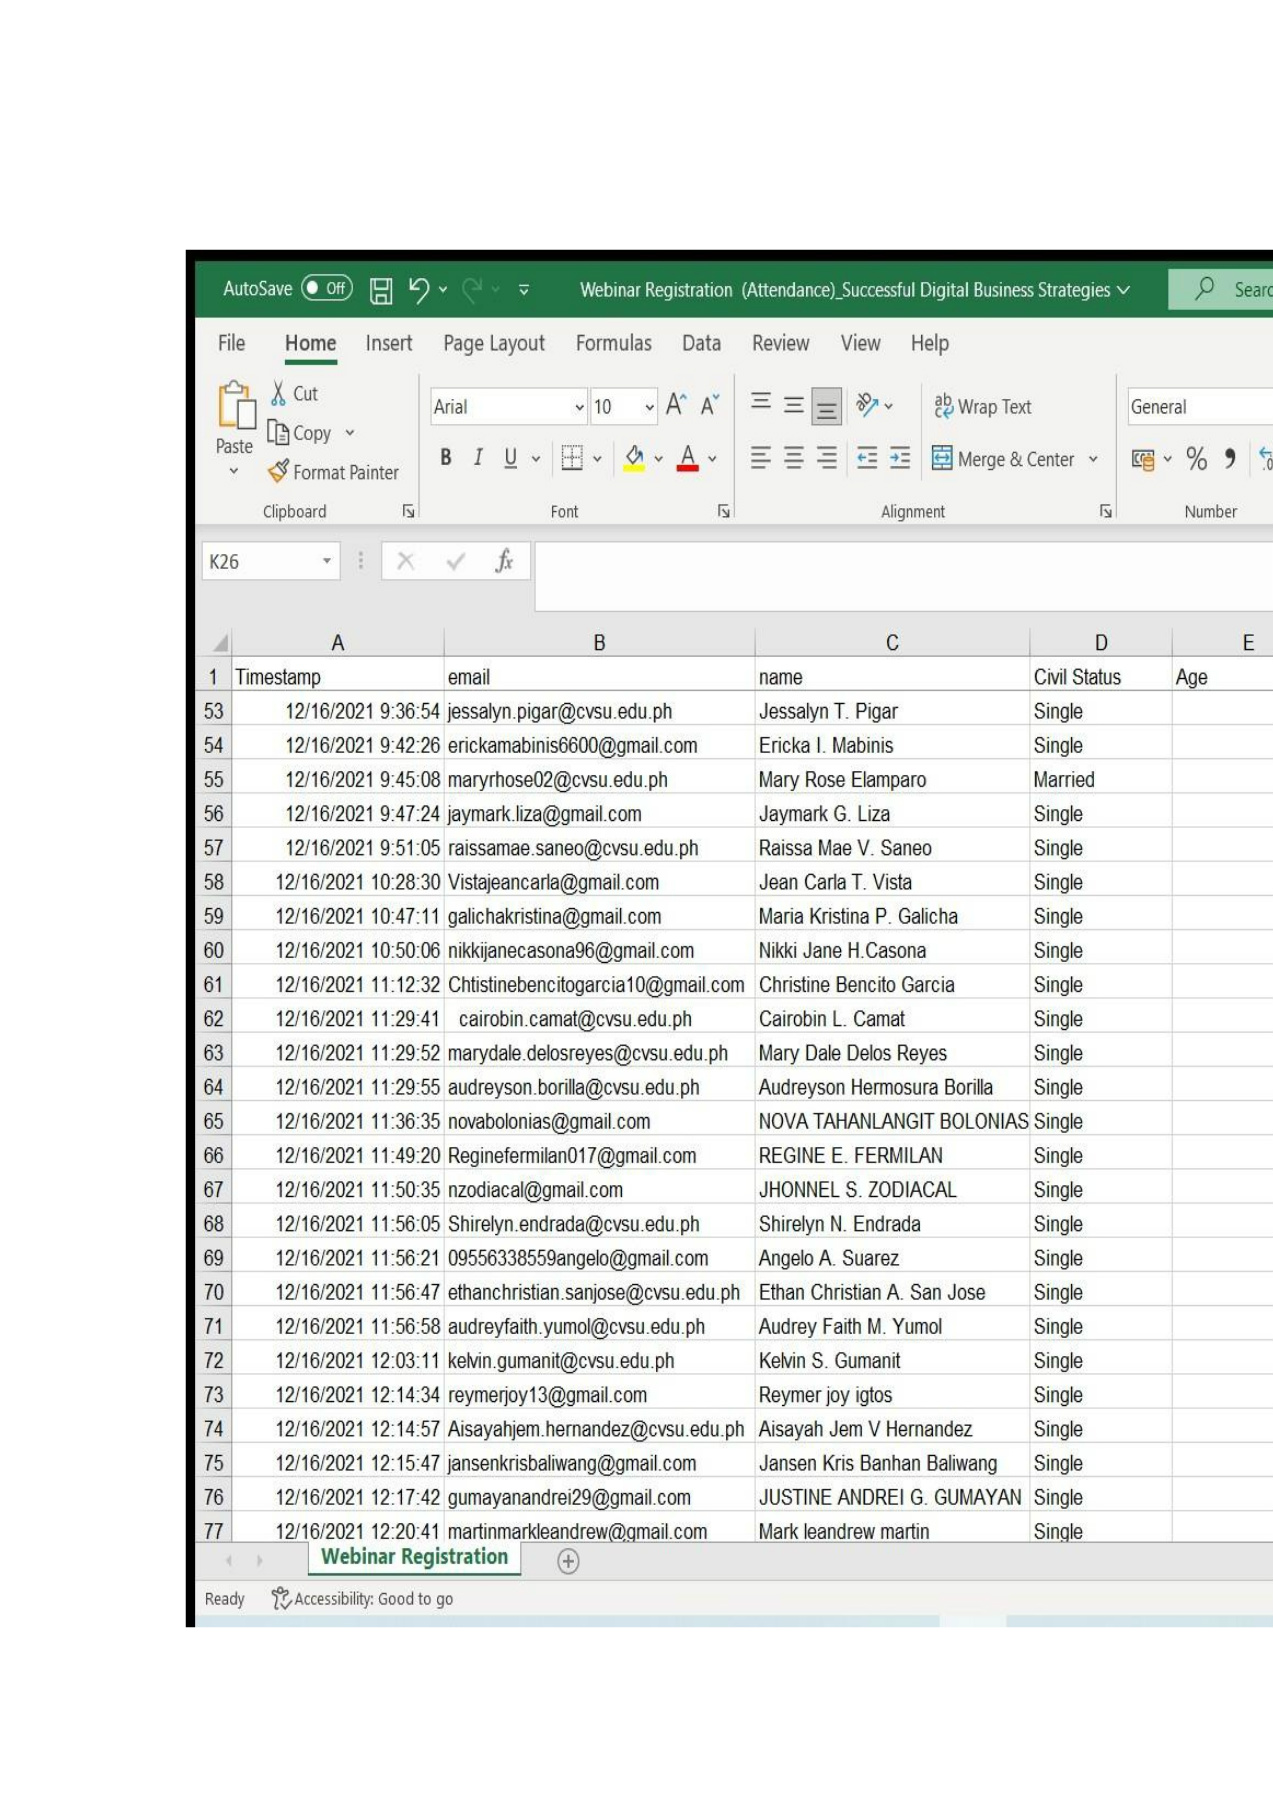 AutoSave Off Webinar Registration (Attendance)_Successful Digital Business Strategies
File Home Insert Page Layout Formulas Data Review View Help
Paste Cut Copy Format Painter Arial 10 B I U A Wrap Text Merge & Center General %
Clipboard Font Alignment Number
K26 fx
A B C D E
1 Timestamp email name Civil Status Age
53 12/16/2021 9:36:54 jessalyn.pigar@cvsu.edu.ph Jessalyn T. Pigar Single
54 12/16/2021 9:42:26 erickamabinis6600@gmail.com Ericka I. Mabinis Single
55 12/16/2021 9:45:08 maryrhose02@cvsu.edu.ph Mary Rose Elamparo Married
56 12/16/2021 9:47:24 jaymark.liza@gmail.com Jaymark G. Liza Single
57 12/16/2021 9:51:05 raissamae.saneo@cvsu.edu.ph Raissa Mae V. Saneo Single
58 12/16/2021 10:28:30 Vistajeancarla@gmail.com Jean Carla T. Vista Single
59 12/16/2021 10:47:11 galichakristina@gmail.com Maria Kristina P. Galicha Single
60 12/16/2021 10:50:06 nikkijanecasona96@gmail.com Nikki Jane H.Casona Single
61 12/16/2021 11:12:32 Chtistinebencitogarcia10@gmail.com Christine Bencito Garcia Single
62 12/16/2021 11:29:41 cairobin.camat@cvsu.edu.ph Cairobin L. Camat Single
63 12/16/2021 11:29:52 marydale.delosreyes@cvsu.edu.ph Mary Dale Delos Reyes Single
64 12/16/2021 11:29:55 audreyson.borilla@cvsu.edu.ph Audreyson Hermosura Borilla Single
65 12/16/2021 11:36:35 novabolonias@gmail.com NOVA TAHANLANGIT BOLONIAS Single
66 12/16/2021 11:49:20 Reginefermilan017@gmail.com REGINE E. FERMILAN Single
67 12/16/2021 11:50:35 nzodiacal@gmail.com JHONNEL S. ZODIACAL Single
68 12/16/2021 11:56:05 Shirelyn.endrada@cvsu.edu.ph Shirelyn N. Endrada Single
69 12/16/2021 11:56:21 09556338559angelo@gmail.com Angelo A. Suarez Single
70 12/16/2021 11:56:47 ethanchristian.sanjose@cvsu.edu.ph Ethan Christian A. San Jose Single
71 12/16/2021 11:56:58 audreyfaith.yumol@cvsu.edu.ph Audrey Faith M. Yumol Single
72 12/16/2021 12:03:11 kelvin.gumanit@cvsu.edu.ph Kelvin S. Gumanit Single
73 12/16/2021 12:14:34 reymerjoy13@gmail.com Reymer joy igtos Single
74 12/16/2021 12:14:57 Aisayahjem.hernandez@cvsu.edu.ph Aisayah Jem V Hernandez Single
75 12/16/2021 12:15:47 jansenkrisbaliwang@gmail.com Jansen Kris Banhan Baliwang Single
76 12/16/2021 12:17:42 gumayanandrei29@gmail.com JUSTINE ANDREI G. GUMAYAN Single
77 12/16/2021 12:20:41 martinmarkleandrew@gmail.com Mark leandrew martin Single
Webinar Registration
Ready Accessibility: Good to go